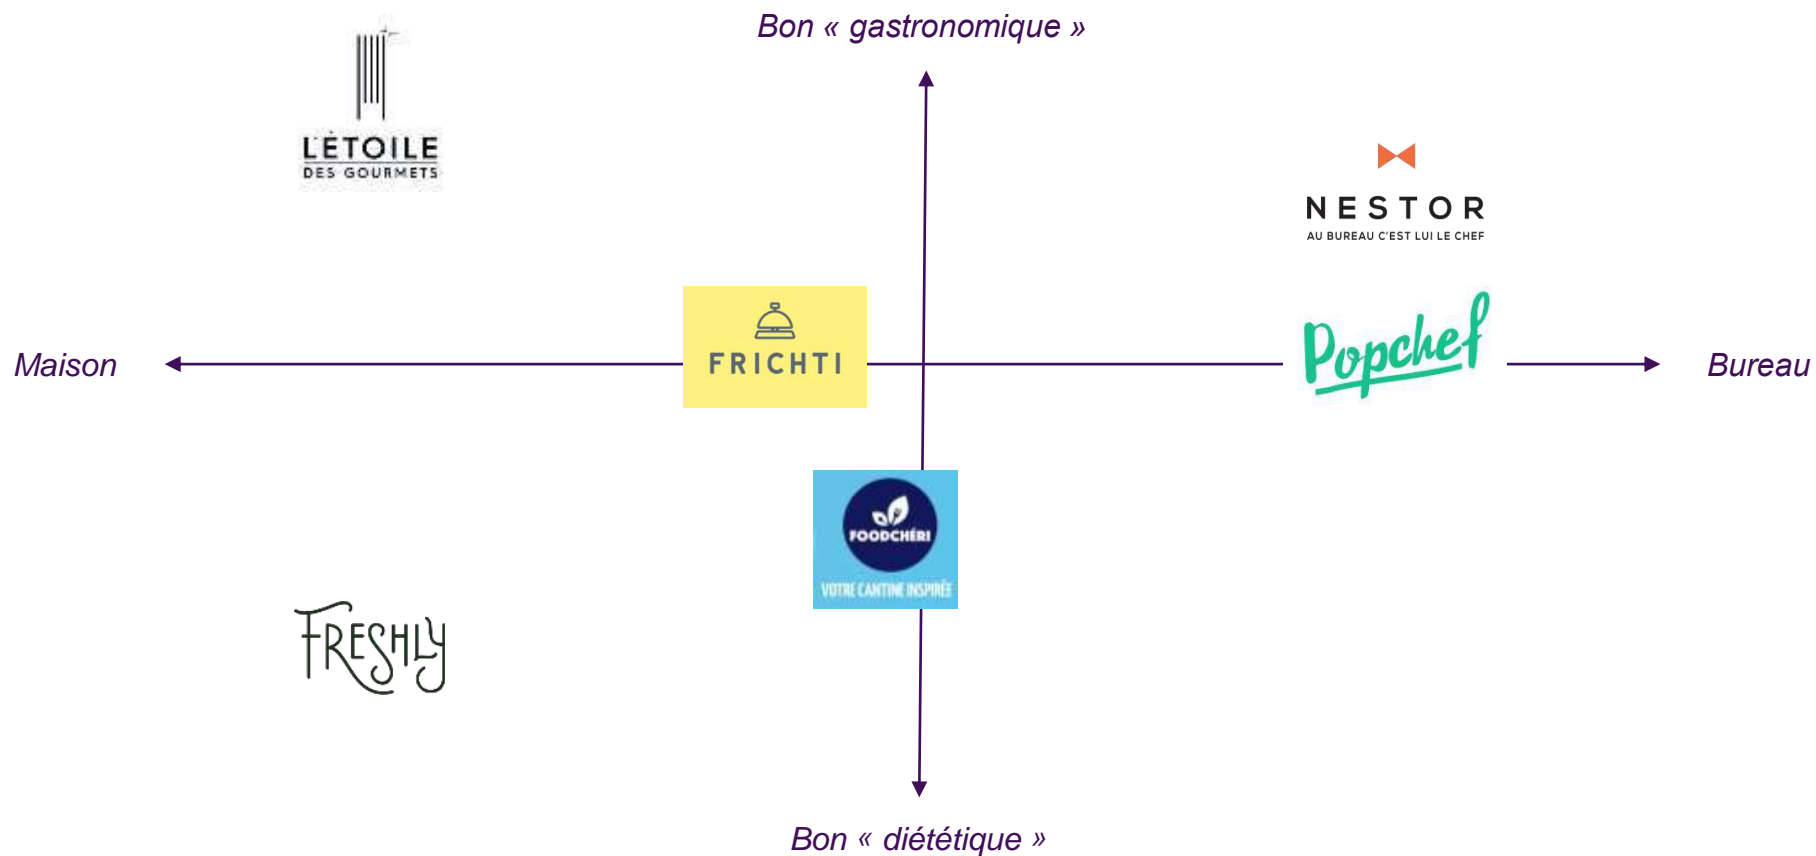 Bon « gastronomique »
L'ÉTOILE
DES GOURMETS
NESTOR
AU BUREAU C'EST LUI LE CHEF
FRICHTI
Popchef
Maison
Bureau
FOODCHÉRI
VOTRE CANTINE INSPIRÉE
FRESHLY
Bon « diététique »